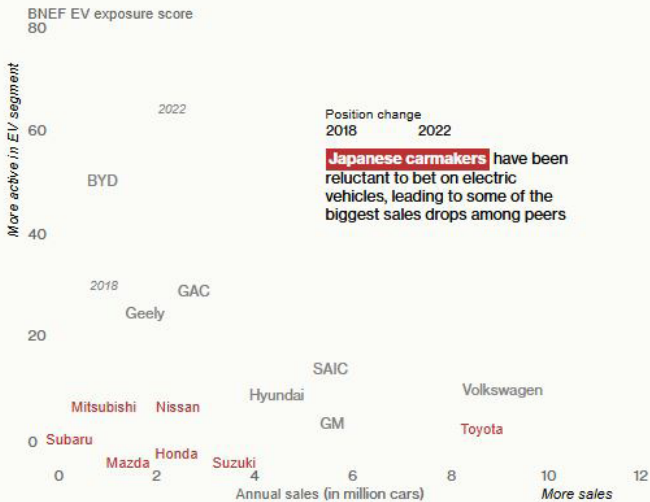 BNEF EV exposure score
80
More active in EV segment
2022
60
Position change
2018 2022
Japanese carmakers have been
reluctant to bet on electric
vehicles, leading to some of the
biggest sales drops among peers
BYD
40
2018
GAC
Geely
20
SAIC
Hyundai
Volkswagen
Mitsubishi
Nissan
GM
Toyota
0
Subaru
Honda
Mazda
Suzuki
0 2 4 6 8 10 12
Annual sales (in million cars)
More sales